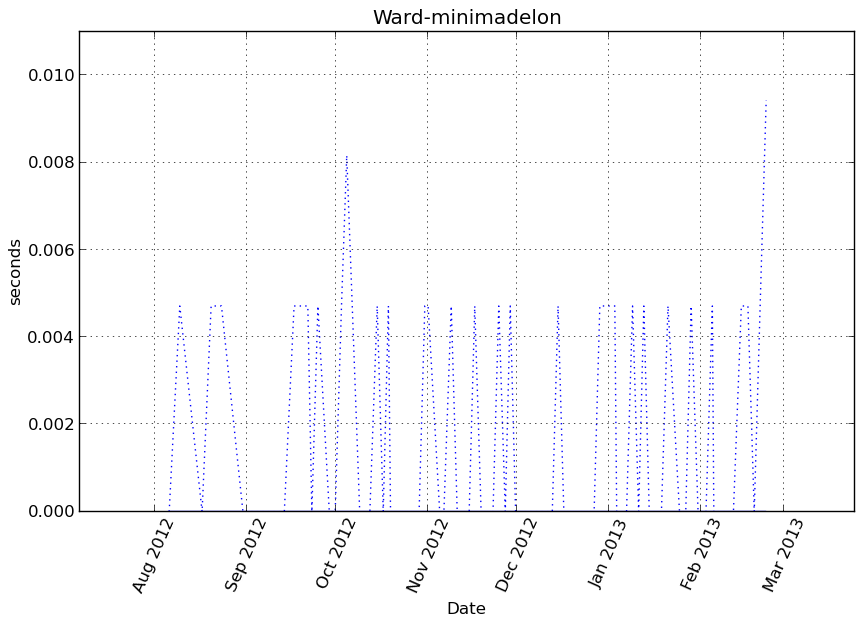 Ward-minimadelon
0.010
0.008
0.006
0.004
0.002
0.000
seconds
Aug 2012
Sep 2012
Oct 2012
Nov 2012
Dec 2012
Jan 2013
Feb 2013
Mar 2013
Date